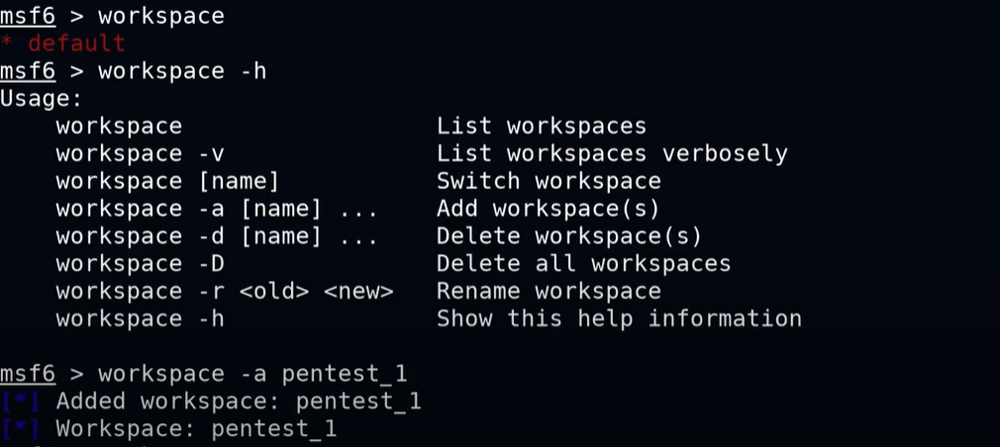 msf6 > workspace
* default
msf6 > workspace -h
Usage:
    workspace                  List workspaces
    workspace -v               List workspaces verbosely
    workspace [name]           Switch workspace
    workspace -a [name] ...    Add workspace(s)
    workspace -d [name] ...    Delete workspace(s)
    workspace -D               Delete all workspaces
    workspace -r <old> <new>   Rename workspace
    workspace -h               Show this help information

msf6 > workspace -a pentest_1
[*] Added workspace: pentest_1
[*] Workspace: pentest_1